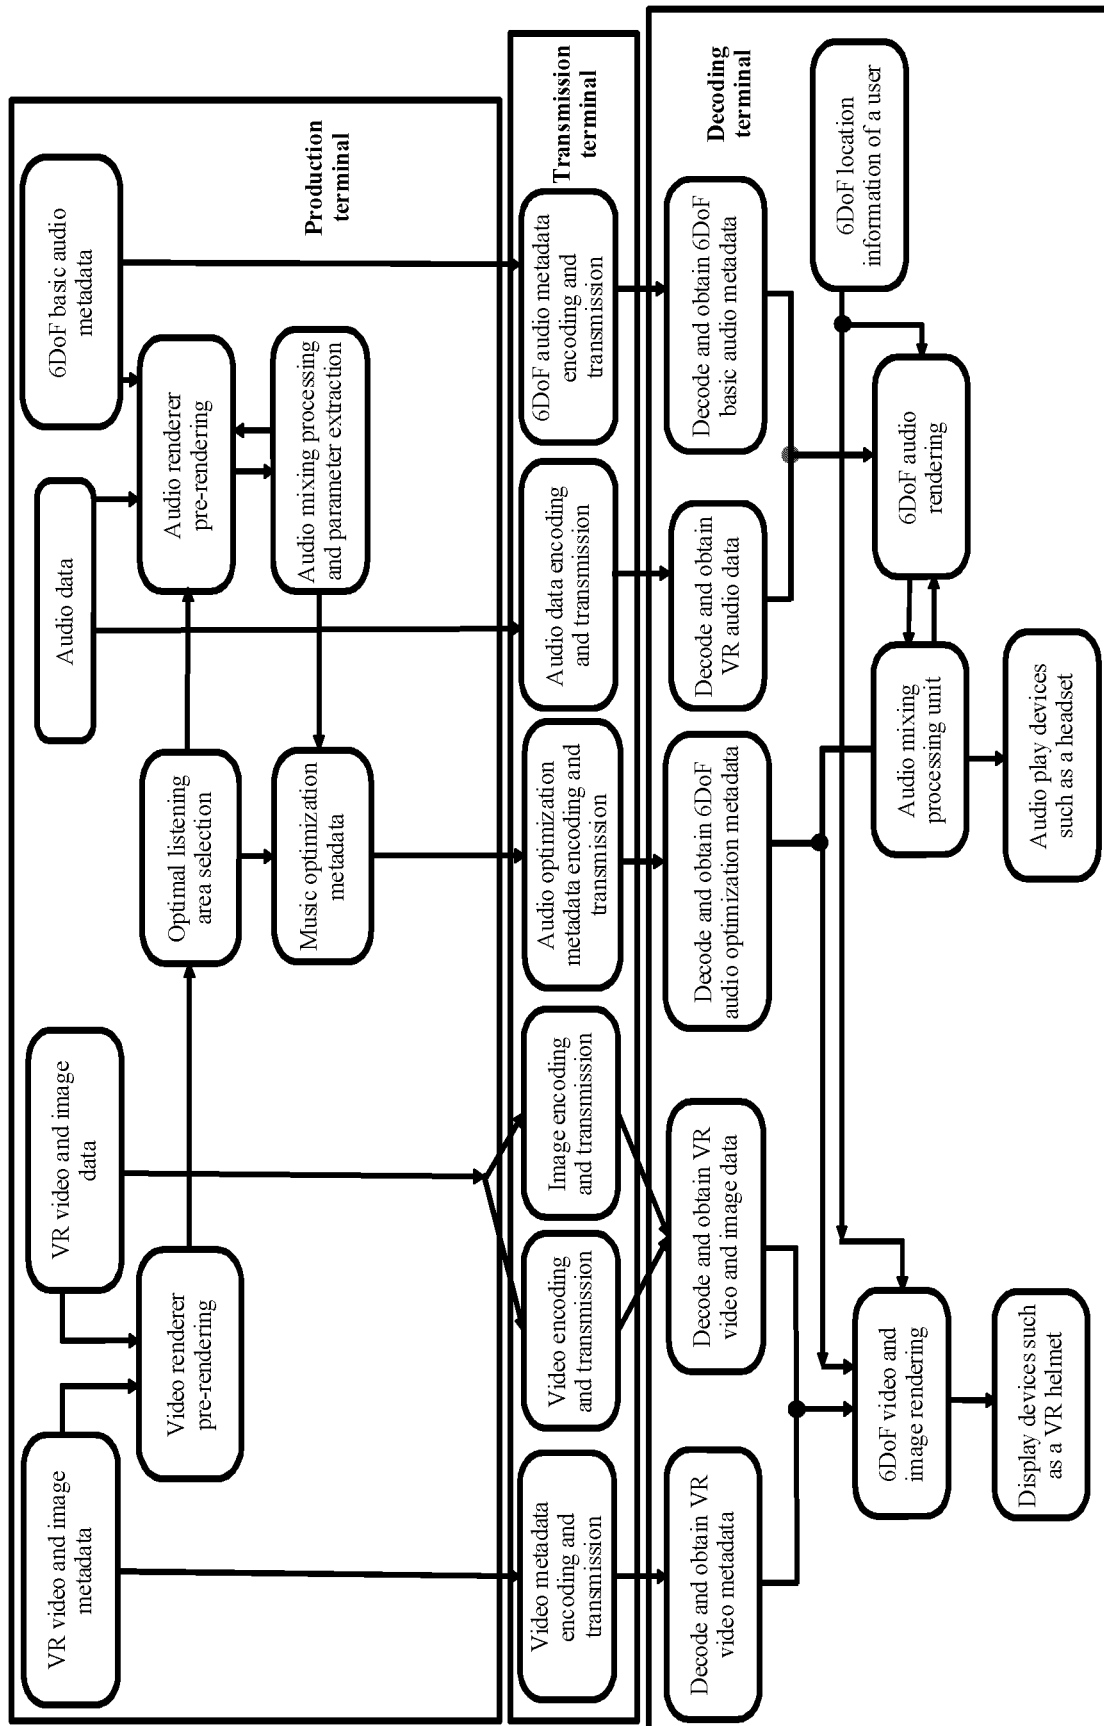 VR video and image
metadata
VR video and image
data
Audio data
6DoF basic audio
metadata
Video renderer
pre-rendering
Optimal listening
area selection
Audio renderer
pre-rendering
Music optimization
metadata
Audio mixing processing
and parameter extraction
Production
terminal
Video metadata
encoding and
transmission
Video encoding
and transmission
Image encoding
and transmission
Audio optimization
metadata encoding and
transmission
Audio data encoding
and transmission
6DoF audio metadata
encoding and
transmission
Transmission
terminal
Decode and obtain VR
video metadata
Decode and obtain VR
video and image data
Decode and obtain 6DoF
audio optimization metadata
Decode and obtain
VR audio data
Decode and obtain 6DoF
basic audio metadata
Decoding
terminal
6DoF location
information of a user
6DoF video and
image rendering
Audio mixing
processing unit
6DoF audio
rendering
Display devices such
as a VR helmet
Audio play devices
such as a headset